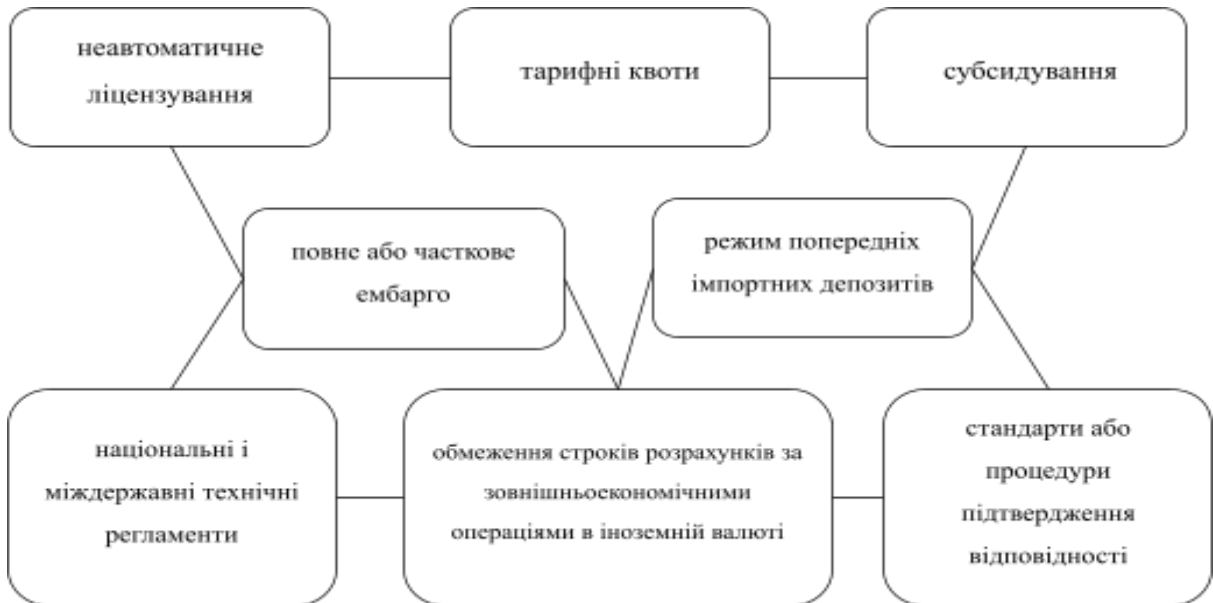 неавтоматичне
ліцензування
тарифні квоти
субсидування
повне або часткове
ембарго
режим попередніх
імпортних депозитів
національні і
міждержавні технічні
регламенти
обмеження строків розрахунків за
зовнішньоекономічними
операціями в іноземній валюті
стандарти або
процедури
підтвердження
відповідності